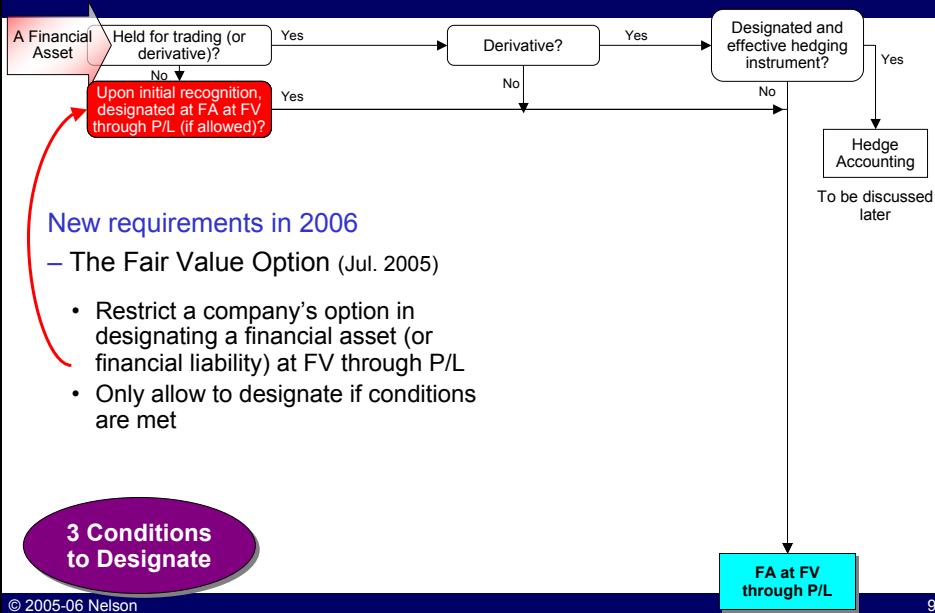 A Financial
Asset
Held for trading (or
derivative)?
Yes
Derivative?
Yes
Designated and
effective hedging
instrument?
Yes
No
No
No
Upon initial recognition,
designated at FA at FV
through P/L (if allowed)?
Yes
Hedge
Accounting
To be discussed
later
New requirements in 2006
– The Fair Value Option (Jul. 2005)
• Restrict a company's option in
designating a financial asset (or
financial liability) at FV through P/L
• Only allow to designate if conditions
are met
3 Conditions
to Designate
FA at FV
through P/L
© 2005-06 Nelson
9